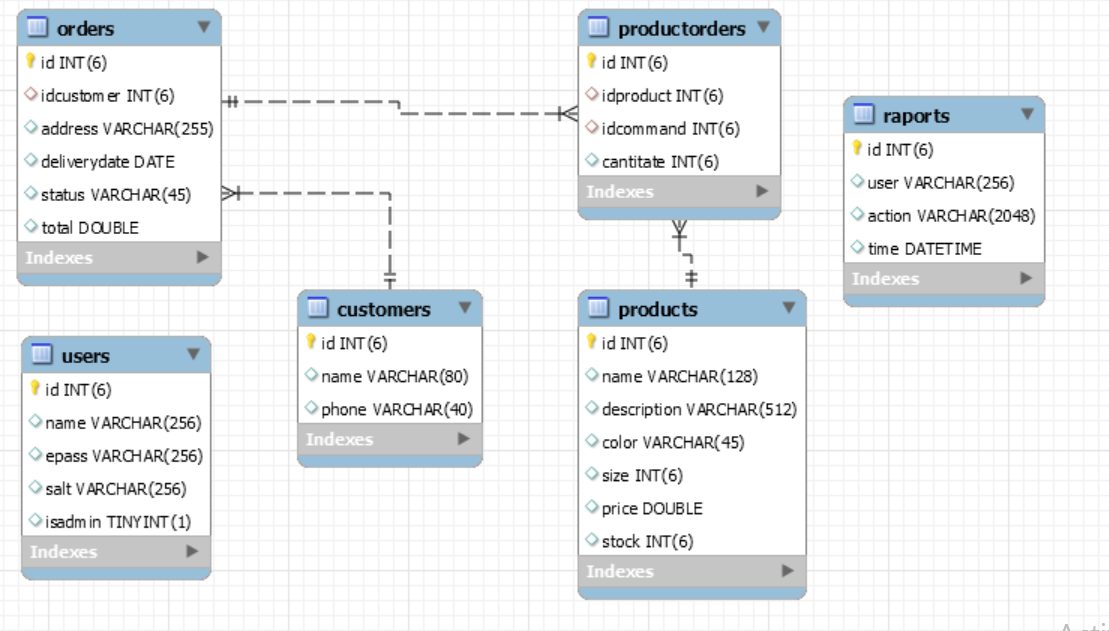 orders
id INT(6)
idcustomer INT(6)
address VARCHAR(255)
deliverydate DATE
status VARCHAR(45)
total DOUBLE
Indexes
productorders
id INT(6)
idproduct INT(6)
idcommand INT(6)
cantitate INT(6)
Indexes
raports
id INT(6)
user VARCHAR(256)
action VARCHAR(2048)
time DATETIME
Indexes
users
id INT(6)
name VARCHAR(256)
epass VARCHAR(256)
salt VARCHAR(256)
isadmin TINYINT(1)
Indexes
customers
id INT(6)
name VARCHAR(80)
phone VARCHAR(40)
Indexes
products
id INT(6)
name VARCHAR(128)
description VARCHAR(512)
color VARCHAR(45)
size INT(6)
price DOUBLE
stock INT(6)
Indexes